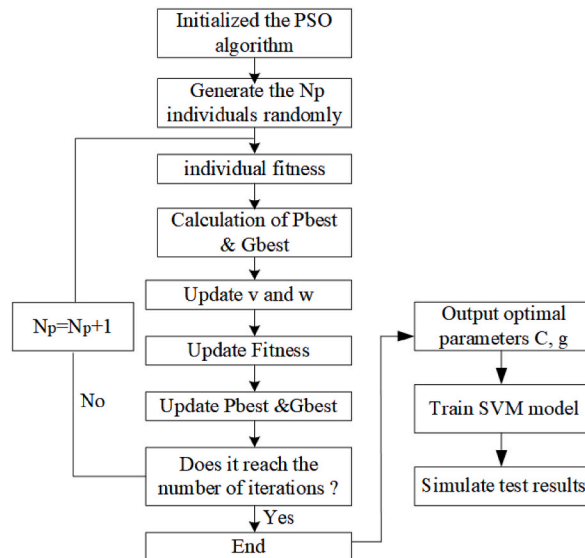 Initialized the PSO
algorithm
Generate the Np
individuals randomly
individual fitness
Calculation of Pbest
& Gbest
Update v and w
Np=Np+1
Update Fitness
No
Update Pbest &Gbest
Does it reach the
number of iterations ?
Yes
End
Output optimal
parameters C, g
Train SVM model
Simulate test results